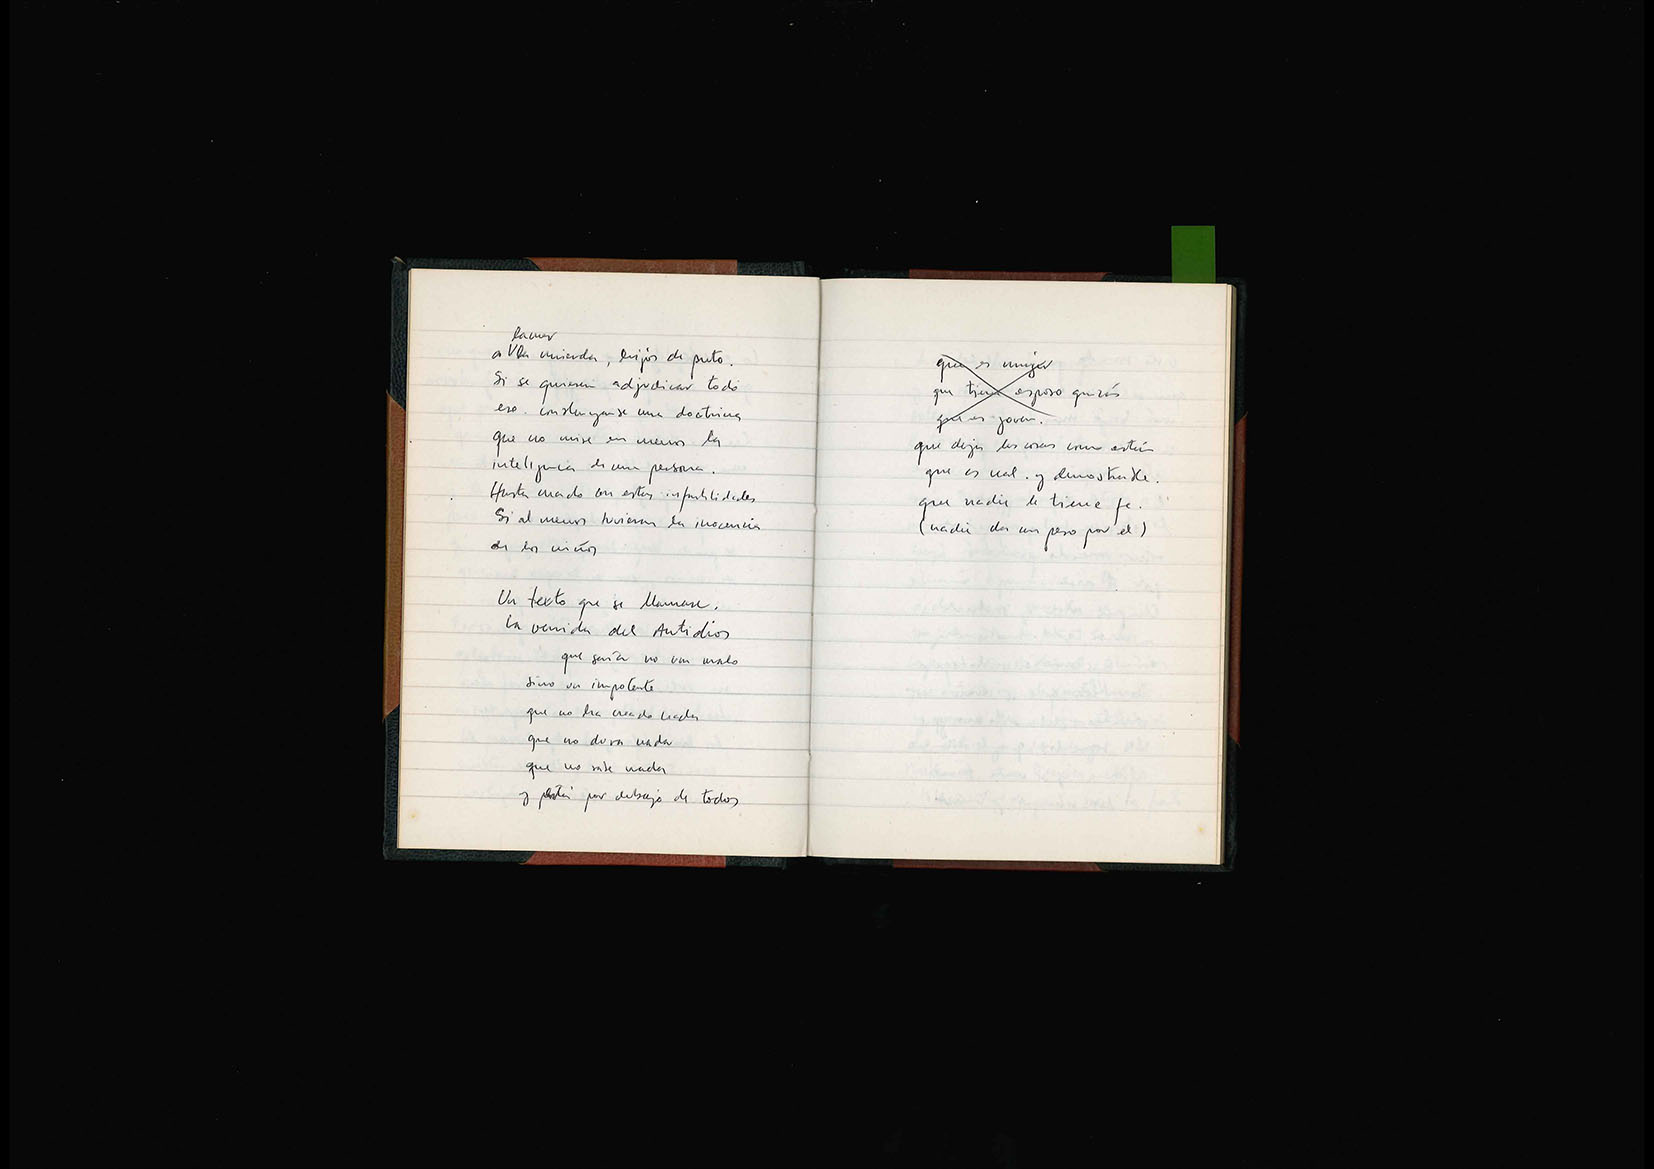 lamer
a la mierda, hijos de puto.
Si se quieren adjudicar todo
eso. constrúyanse una doctrina
que no mire en menos la
inteligencia de una persona.
Hasta cuando con estas infantilidades
Si al menos tuvieran la inocencia
de los niños
Un texto que se llamase.
La venida del Antidios
que sería no un malo
sino un impotente
que no ha creado nada
que no dura nada
que no sabe nada
y está por debajo de todos
que es mujer
que tiene esposo quizás
que es joven.
que deja las cosas como están
que es real. y demostrable.
que nadie le tiene fe.
(nadie da un peso por él)